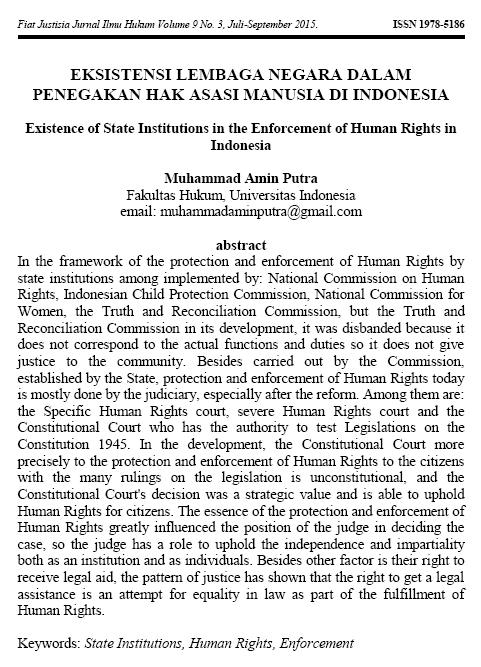 Fiat Justisia Jurnal Ilmu Hukum Volume 9 No. 3, Juli-September 2015. ISSN 1978-5186
EKSISTENSI LEMBAGA NEGARA DALAM
PENEGAKAN HAK ASASI MANUSIA DI INDONESIA
Existence of State Institutions in the Enforcement of Human Rights in
Indonesia
Muhammad Amin Putra
Fakultas Hukum, Universitas Indonesia
email: muhammadaminputra@gmail.com
abstract
In the framework of the protection and enforcement of Human Rights by
state institutions among implemented by: National Commission on Human
Rights, Indonesian Child Protection Commission, National Commission for
Women, the Truth and Reconciliation Commission, but the Truth and
Reconciliation Commission in its development, it was disbanded because it
does not correspond to the actual functions and duties so it does not give
justice to the community. Besides carried out by the Commission,
established by the State, protection and enforcement of Human Rights today
is mostly done by the judiciary, especially after the reform. Among them are:
the Specific Human Rights court, severe Human Rights court and the
Constitutional Court who has the authority to test Legislations on the
Constitution 1945. In the development, the Constitutional Court more
precisely to the protection and enforcement of Human Rights to the citizens
with the many rulings on the legislation is unconstitutional, and the
Constitutional Court's decision was a strategic value and is able to uphold
Human Rights for citizens. The essence of the protection and enforcement of
Human Rights greatly influenced the position of the judge in deciding the
case, so the judge has a role to uphold the independence and impartiality
both as an institution and as individuals. Besides other factor is their right to
receive legal aid, the pattern of justice has shown that the right to get a legal
assistance is an attempt for equality in law as part of the fulfillment of
Human Rights.
Keywords: State Institutions, Human Rights, Enforcement